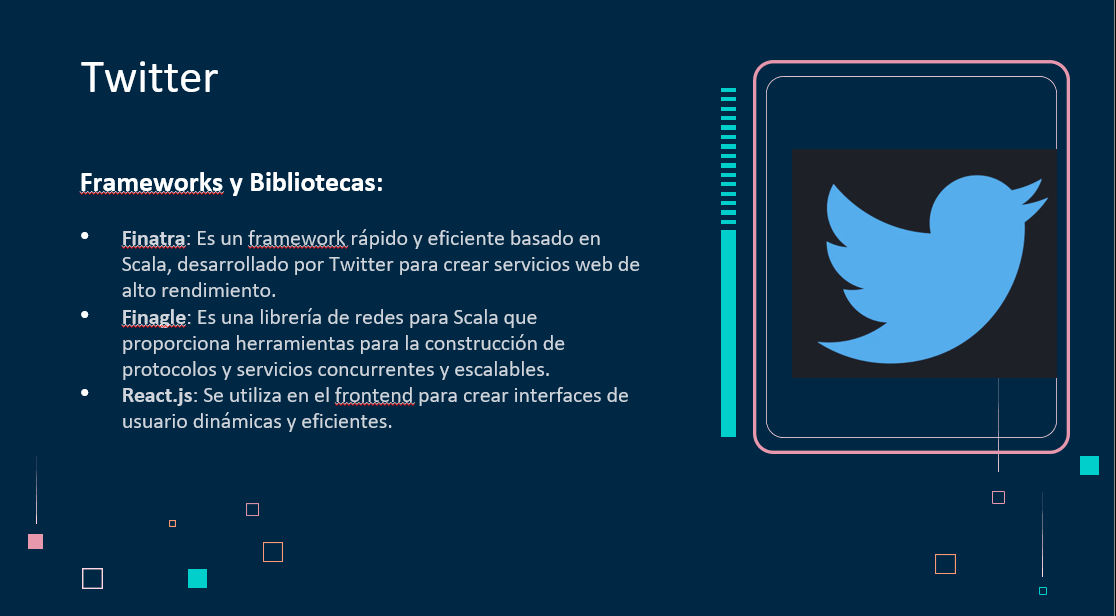 Twitter
Frameworks y Bibliotecas:
• Finatra: Es un framework rápido y eficiente basado en
Scala, desarrollado por Twitter para crear servicios web de
alto rendimiento.
• Finagle: Es una librería de redes para Scala que
proporciona herramientas para la construcción de
protocolos y servicios concurrentes y escalables.
• React.js: Se utiliza en el frontend para crear interfaces de
usuario dinámicas y eficientes.